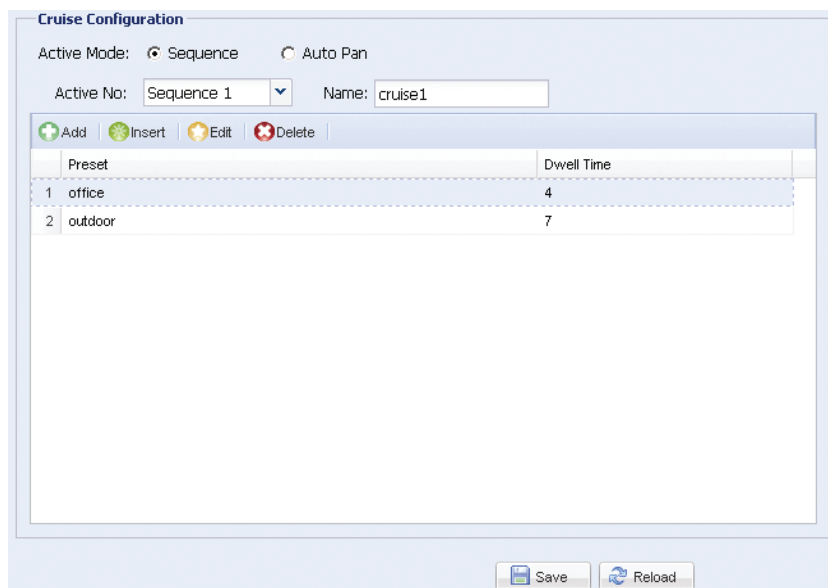 Cruise Configuration
Active Mode: Sequence Auto Pan
Active No: Sequence 1 Name: cruise1
Add Insert Edit Delete
Preset Dwell Time
1 office 4
2 outdoor 7
Save Reload